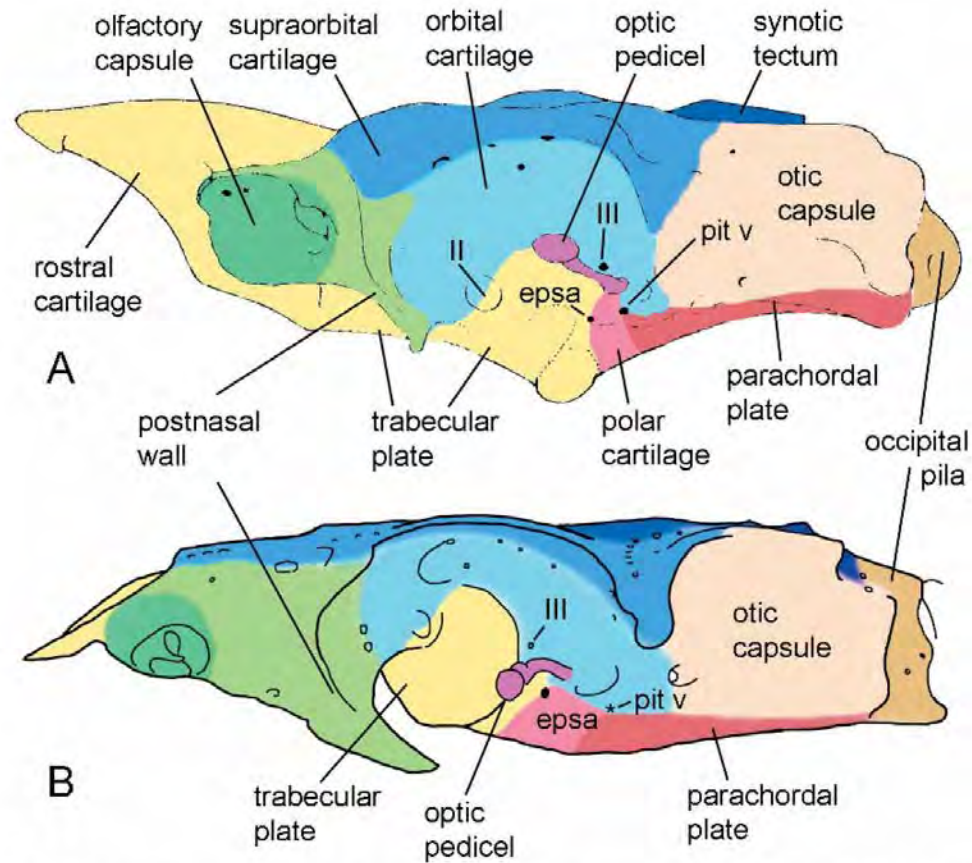 olfactory
capsule
supraorbital
cartilage
orbital
cartilage
optic
pedicel
synotic
tectum
otic
capsule
III
pit v
II
epsa
rostral
cartilage
A
parachordal
plate
postnasal
wall
trabecular
plate
polar
cartilage
occipital
pila
III
otic
capsule
pit v
*
epsa
B
trabecular
plate
optic
pedicel
parachordal
plate